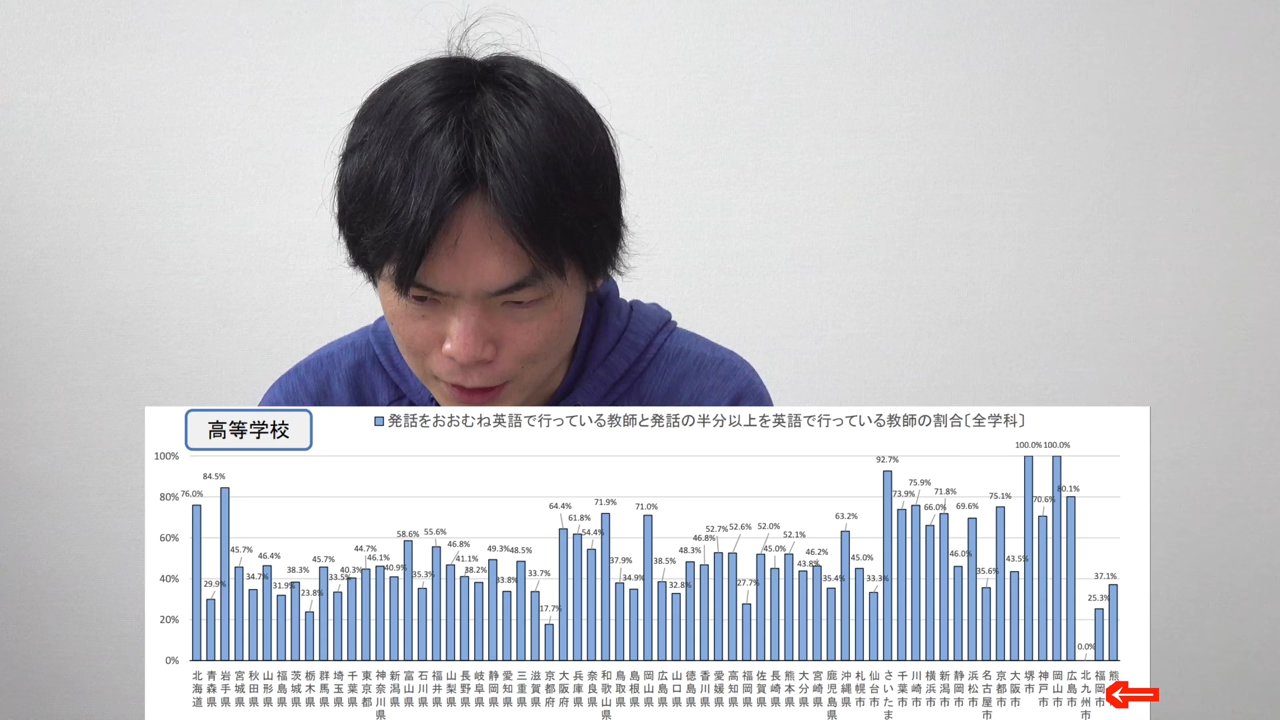 高等学校
発話をおおむね英語で行っている教師と発話の半分以上を英語で行っている教師の割合〔全学科〕
100%
80%
60%
40%
20%
0%
76.0%
29.9%
84.5%
45.7%
34.7%
46.4%
31.9%
38.3%
23.8%
45.7%
33.5%
40.3%
44.7%
46.1%
40.9%
58.6%
35.3%
55.6%
46.8%
41.1%
38.2%
49.3%
33.8%
48.5%
33.7%
17.7%
64.4%
61.8%
54.4%
71.9%
37.9%
34.9%
71.0%
38.5%
32.8%
48.3%
46.8%
52.7%
52.6%
27.7%
52.0%
45.0%
52.1%
43.8%
46.2%
35.4%
63.2%
45.0%
33.3%
92.7%
73.9%
75.9%
66.0%
71.8%
46.0%
69.6%
35.6%
75.1%
43.5%
100.0%
70.6%
100.0%
80.1%
0.0%
25.3%
37.1%
北海道
青森県
岩手県
宮城県
秋田県
山形県
福島県
茨城県
栃木県
群馬県
埼玉県
千葉県
東京都
神奈川県
新潟県
富山県
石川県
福井県
山梨県
長野県
岐阜県
静岡県
愛知県
三重県
滋賀県
京都府
大阪府
兵庫県
奈良県
和歌山県
鳥取県
島根県
岡山県
広島県
山口県
徳島県
香川県
愛媛県
高知県
福岡県
佐賀県
長崎県
熊本県
大分県
宮崎県
鹿児島県
沖縄県
札幌市
仙台市
さいたま
千葉市
川崎市
横浜市
新潟市
静岡市
浜松市
名古屋市
京都市
大阪市
堺市
神戸市
岡山市
広島市
北九州市
福岡市
熊